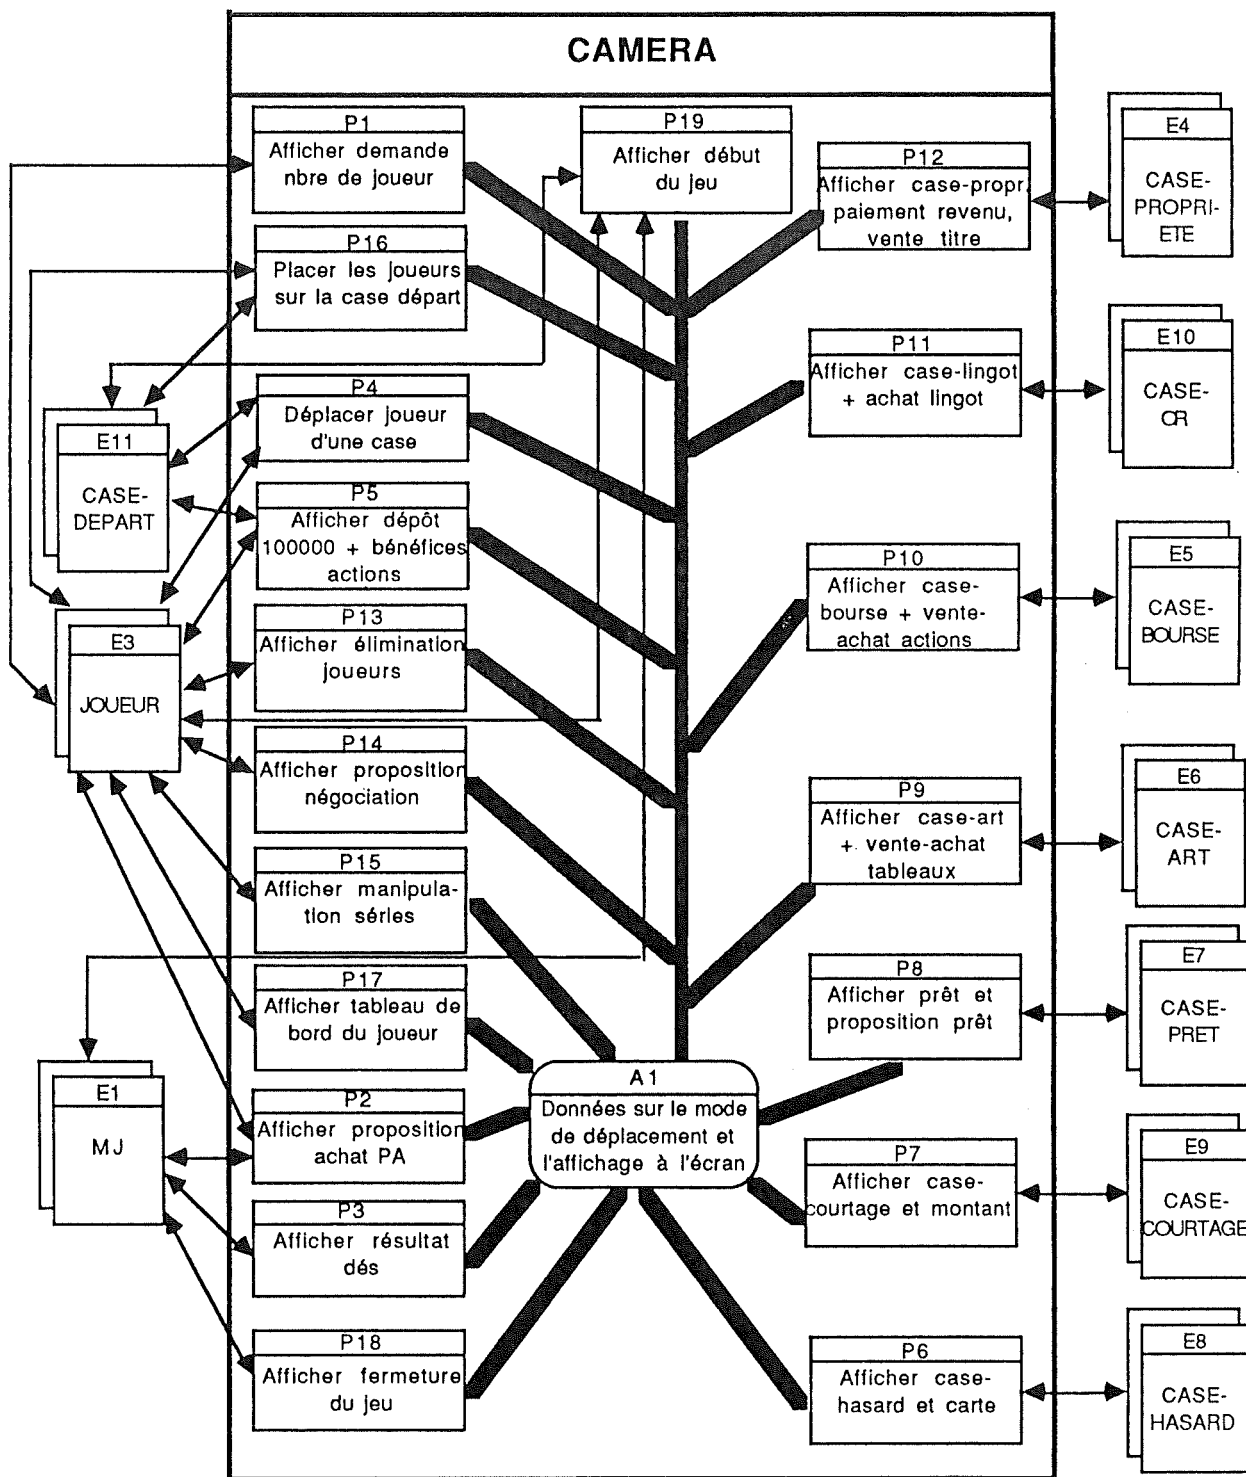 CAMERA
P1
Afficher demande
nbre de joueur
P16
Placer les joueurs
sur la case départ
P4
Déplacer joueur
d'une case
P5
Afficher dépôt
100000 + bénéfices
actions
P13
Afficher élimination
joueurs
P14
Afficher proposition
négociation
P15
Afficher manipula-
tion séries
P17
Afficher tableau de
bord du joueur
P2
Afficher proposition
achat PA
P3
Afficher résultat
dés
P18
Afficher fermeture
du jeu
P19
Afficher début
du jeu
A1
Données sur le mode
de déplacement et
l'affichage à l'écran
P12
Afficher case-propr.
paiement revenu,
vente titre
P11
Afficher case-lingot
+ achat lingot
P10
Afficher case-
bourse + vente-
achat actions
P9
Afficher case-art
+ vente-achat
tableaux
P8
Afficher prêt et
proposition prêt
P7
Afficher case-
courtage et montant
P6
Afficher case-
hasard et carte
E11
CASE-
DEPART
E3
JOUEUR
E1
MJ
E4
CASE-
PROPRI-
ETE
E10
CASE-
OR
E5
CASE-
BOURSE
E6
CASE-
ART
E7
CASE-
PRET
E9
CASE-
COURTAGE
E8
CASE-
HASARD